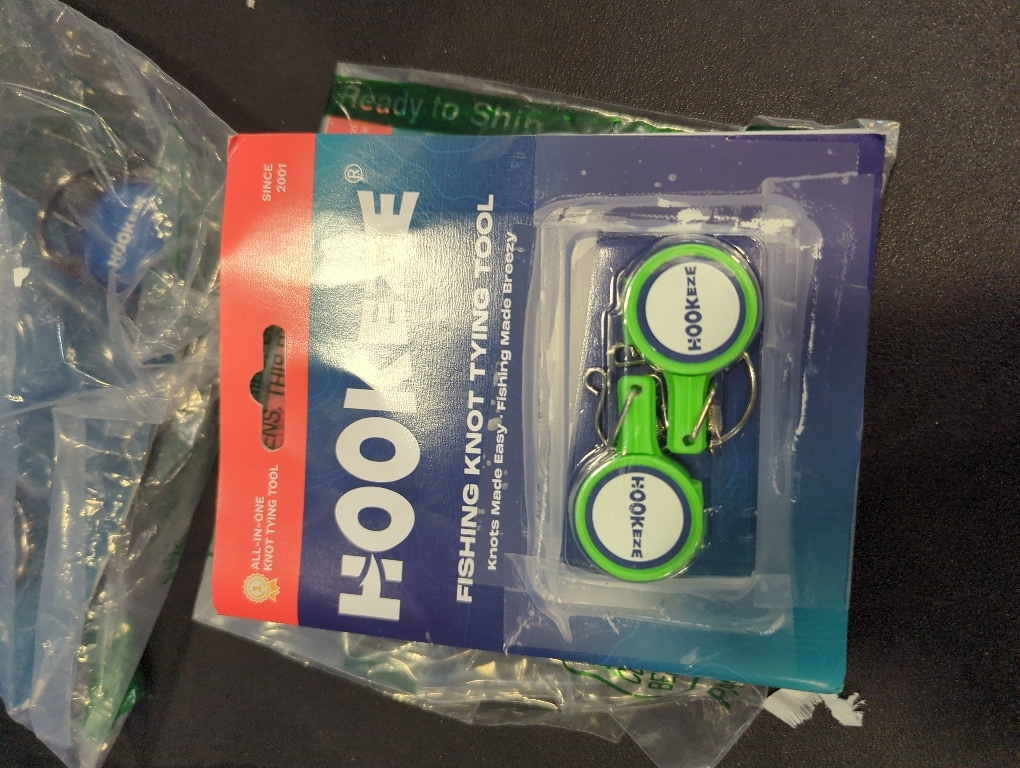 Ready to Ship
SINCE
2001
ALL-IN-ONE
KNOT TYING TOOL
HOOKEZE®
FISHING KNOT TYING TOOL
Knots Made Easy. Fishing Made Breezy
HOOKEZE
HOOKEZE
HOOKEZE